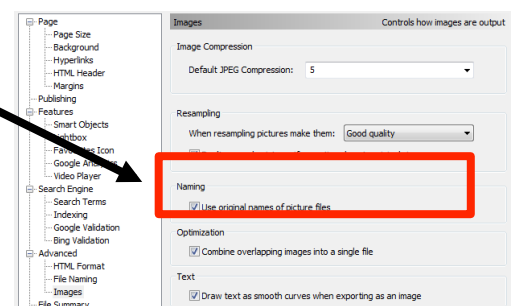 Page
Page Size
Background
Hyperlinks
HTML Header
Margins
Publishing
Features
Smart Objects
Lightbox
Icon
Google
Video Player
Search Engine
Search Terms
Indexing
Google Validation
Bing Validation
Advanced
HTML Format
File Naming
Images
File Summary
Images Controls how images are output
Image Compression
Default JPEG Compression: 5
Resampling
When resampling pictures make them: Good quality
Naming
Use original names of picture files
Optimization
Combine overlapping images into a single file
Text
Draw text as smooth curves when exporting as an image